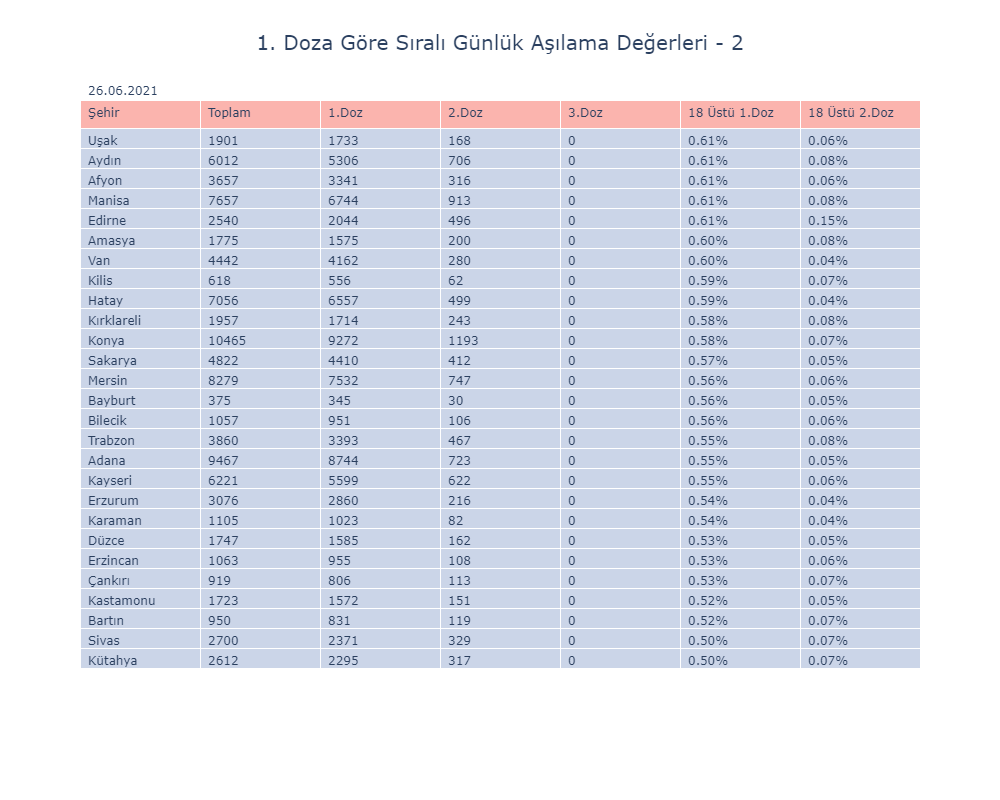 1. Doza Göre Sıralı Günlük Aşılama Değerleri - 2
26.06.2021
Şehir Toplam 1.Doz 2.Doz 3.Doz 18 Üstü 1.Doz 18 Üstü 2.Doz
Uşak 1901 1733 168 0 0.61% 0.06%
Aydın 6012 5306 706 0 0.61% 0.08%
Afyon 3657 3341 316 0 0.61% 0.06%
Manisa 7657 6744 913 0 0.61% 0.08%
Edirne 2540 2044 496 0 0.61% 0.15%
Amasya 1775 1575 200 0 0.60% 0.08%
Van 4442 4162 280 0 0.60% 0.04%
Kilis 618 556 62 0 0.59% 0.07%
Hatay 7056 6557 499 0 0.59% 0.04%
Kırklareli 1957 1714 243 0 0.58% 0.08%
Konya 10465 9272 1193 0 0.58% 0.07%
Sakarya 4822 4410 412 0 0.57% 0.05%
Mersin 8279 7532 747 0 0.56% 0.06%
Bayburt 375 345 30 0 0.56% 0.05%
Bilecik 1057 951 106 0 0.56% 0.06%
Trabzon 3860 3393 467 0 0.55% 0.08%
Adana 9467 8744 723 0 0.55% 0.05%
Kayseri 6221 5599 622 0 0.55% 0.06%
Erzurum 3076 2860 216 0 0.54% 0.04%
Karaman 1105 1023 82 0 0.54% 0.04%
Düzce 1747 1585 162 0 0.53% 0.05%
Erzincan 1063 955 108 0 0.53% 0.06%
Çankırı 919 806 113 0 0.53% 0.07%
Kastamonu 1723 1572 151 0 0.52% 0.05%
Bartın 950 831 119 0 0.52% 0.07%
Sivas 2700 2371 329 0 0.50% 0.07%
Kütahya 2612 2295 317 0 0.50% 0.07%